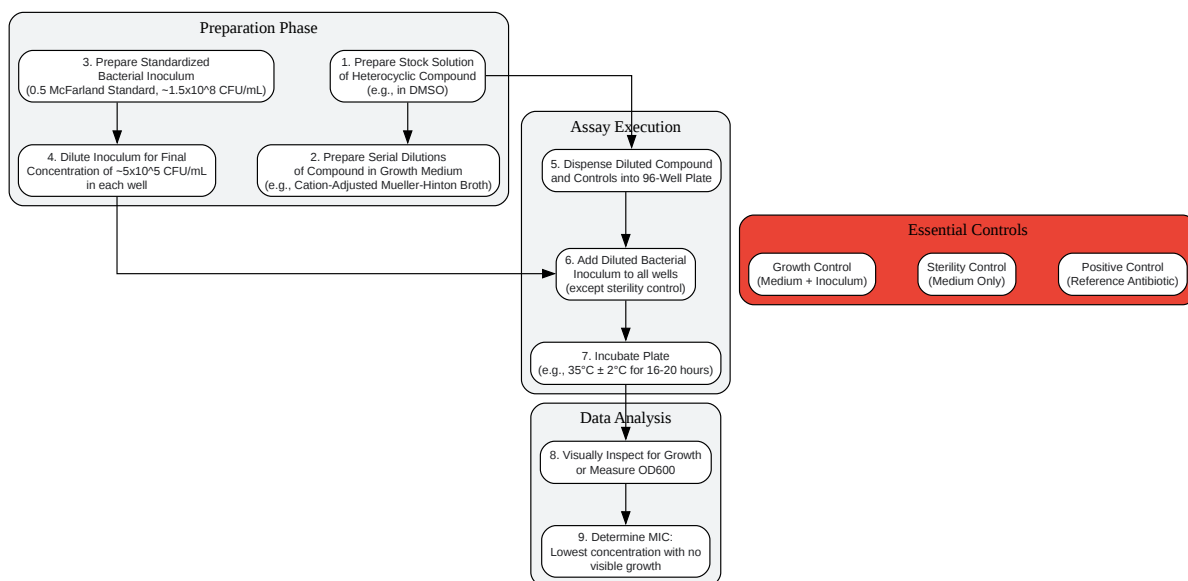 Preparation Phase
3. Prepare Standardized
Bacterial Inoculum
(0.5 McFarland Standard, ~1.5x10^8 CFU/mL)
1. Prepare Stock Solution
of Heterocyclic Compound
(e.g., in DMSO)
4. Dilute Inoculum for Final
Concentration of ~5x10^5 CFU/mL
in each well
2. Prepare Serial Dilutions
of Compound in Growth Medium
(e.g., Cation-Adjusted Mueller-Hinton Broth)
Assay Execution
5. Dispense Diluted Compound
and Controls into 96-Well Plate
6. Add Diluted Bacterial
Inoculum to all wells
(except sterility control)
7. Incubate Plate
(e.g., 35°C ± 2°C for 16-20 hours)
Essential Controls
Growth Control
(Medium + Inoculum)
Sterility Control
(Medium Only)
Positive Control
(Reference Antibiotic)
Data Analysis
8. Visually Inspect for Growth
or Measure OD600
9. Determine MIC:
Lowest concentration with no
visible growth